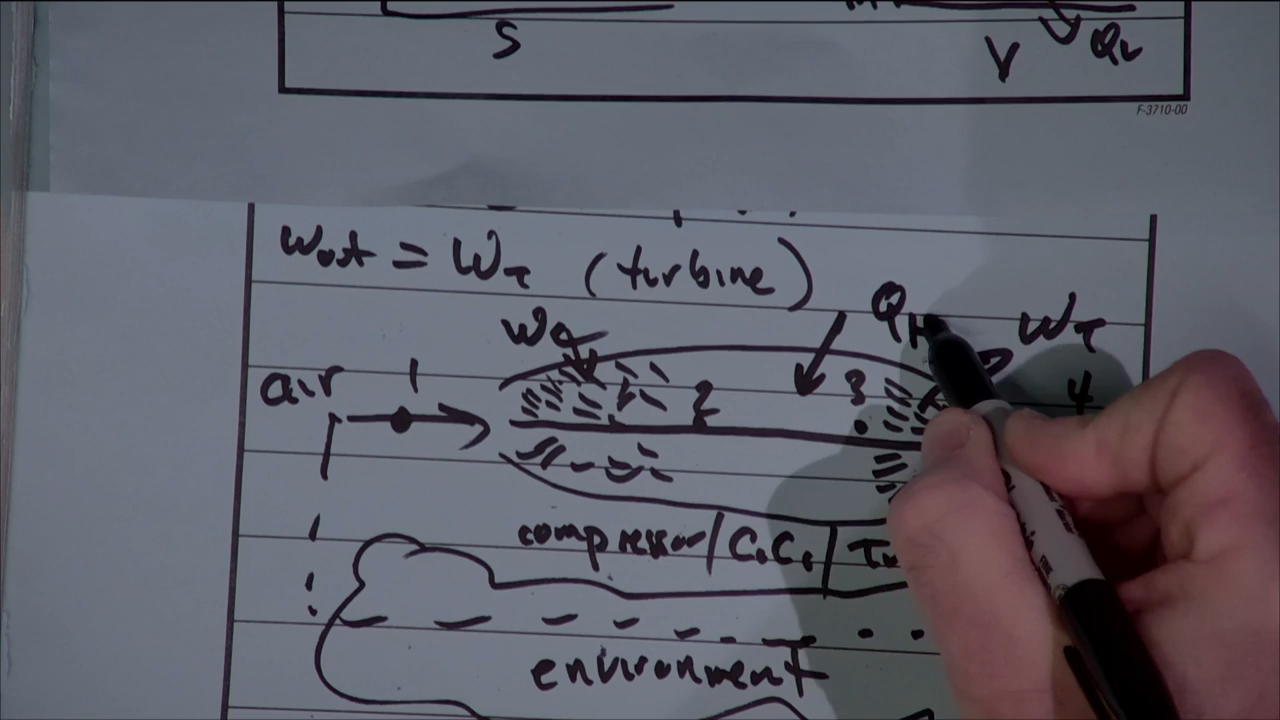 S
V QL
F-3710-00
Wout = WT (turbine)
QH
WC WT
air 1 2 3 4
compressor / C.C. /
environment